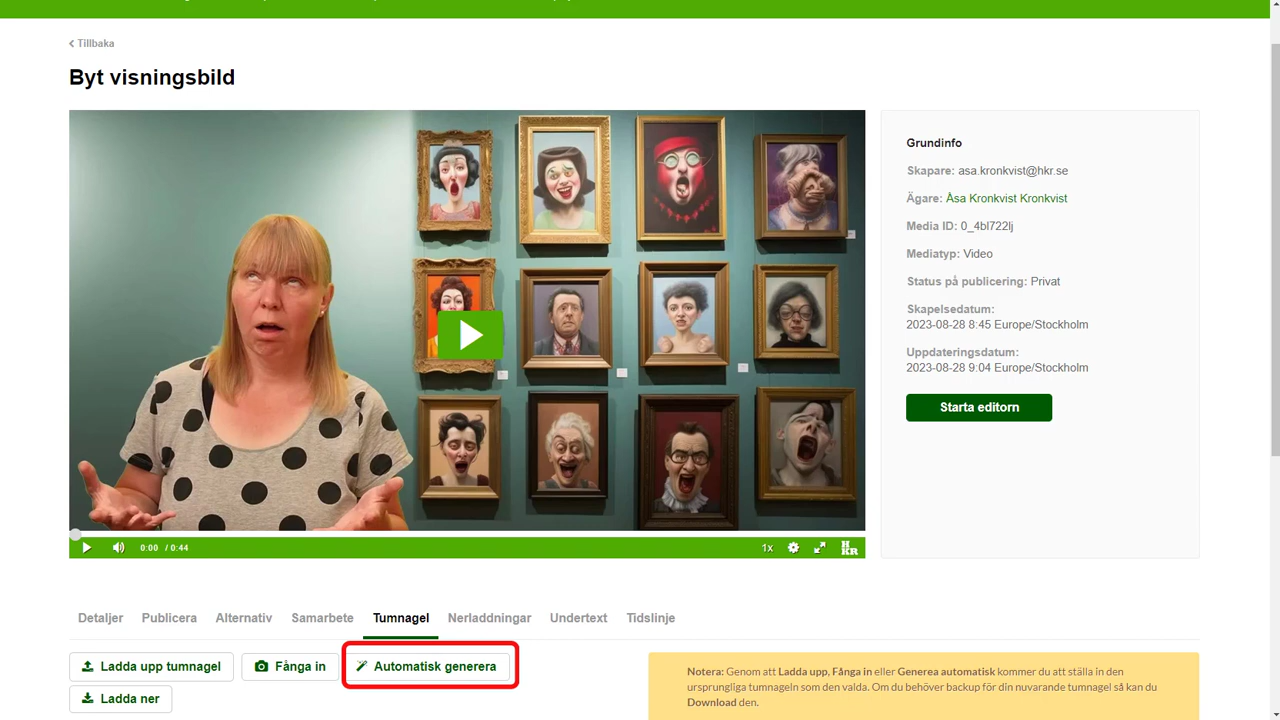 Tillbaka
Byt visningsbild
Grundinfo
Skapare: asa.kronkvist@hkr.se
Ägare: Åsa Kronkvist Kronkvist
Media ID: 0_4bl722lj
Mediatyp: Video
Status på publicering: Privat
Skapelsedatum:
2023-08-28 8:45 Europe/Stockholm
Uppdateringsdatum:
2023-08-28 9:04 Europe/Stockholm
Starta editorn
0:00 / 0:44
1x
HKR
Detaljer Publicera Alternativ Samarbete Tumnagel Nerladdningar Undertext Tidslinje
Ladda upp tumnagel Fånga in Automatisk generera
Ladda ner
Notera: Genom att Ladda upp, Fånga in eller Generea automatisk kommer du att ställa in den
ursprungliga tumnageln som den valda. Om du behöver backup för din nuvarande tumnagel så kan du
Download den.